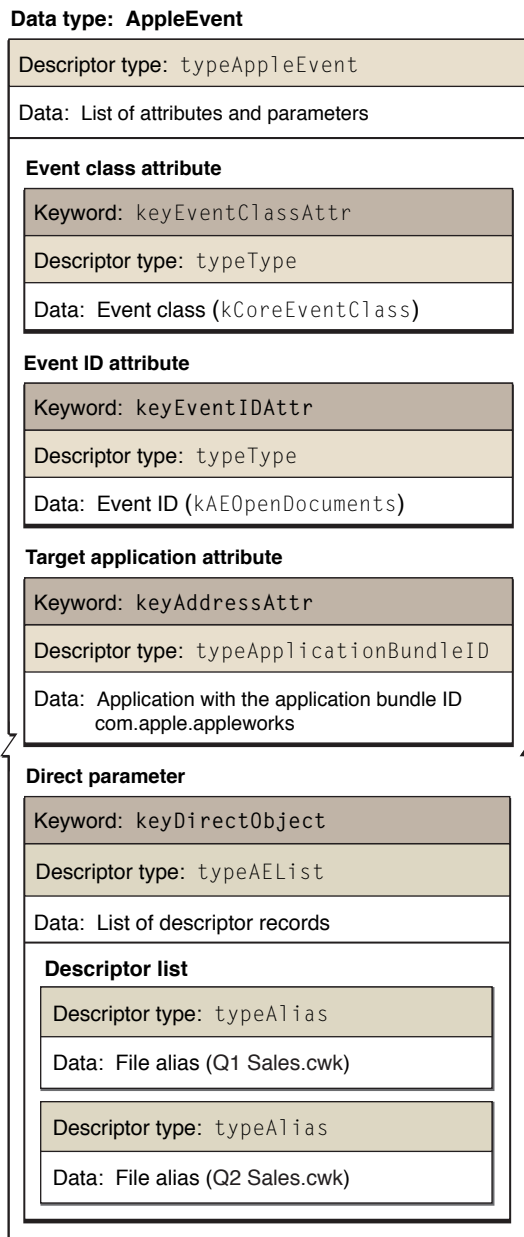 Data type: AppleEvent
Descriptor type: typeAppleEvent
Data: List of attributes and parameters
Event class attribute
Keyword: keyEventClassAttr
Descriptor type: typeType
Data: Event class (kCoreEventClass)
Event ID attribute
Keyword: keyEventIDAttr
Descriptor type: typeType
Data: Event ID (kAEOpenDocuments)
Target application attribute
Keyword: keyAddressAttr
Descriptor type: typeApplicationBundleID
Data: Application with the application bundle ID
com.apple.appleworks
Direct parameter
Keyword: keyDirectObject
Descriptor type: typeAEList
Data: List of descriptor records
Descriptor list
Descriptor type: typeAlias
Data: File alias (Q1 Sales.cwk)
Descriptor type: typeAlias
Data: File alias (Q2 Sales.cwk)